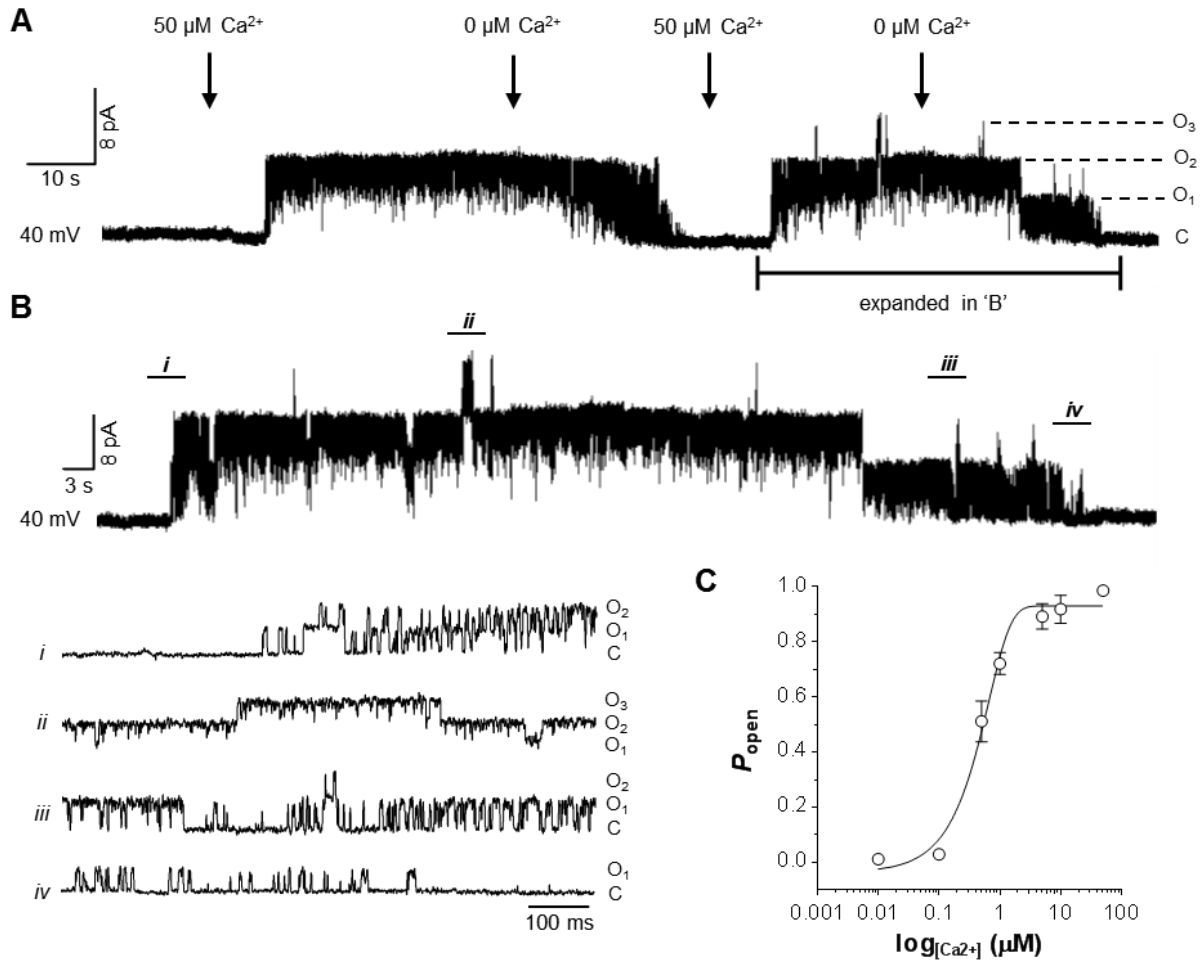 A
50 µM Ca²⁺ 0 µM Ca²⁺ 50 µM Ca²⁺ 0 µM Ca²⁺
8 pA
10 s
40 mV
O₃
O₂
O₁
C
expanded in ‘B’
B
i ii iii iv
8 pA
3 s
40 mV
i
O₂
O₁
C
ii
O₃
O₂
O₁
iii
O₂
O₁
C
iv
O₁
C
100 ms
C
Popen
1.0
0.8
0.6
0.4
0.2
0.0
0.001 0.01 0.1 1 10 100
log[Ca2+] (µM)